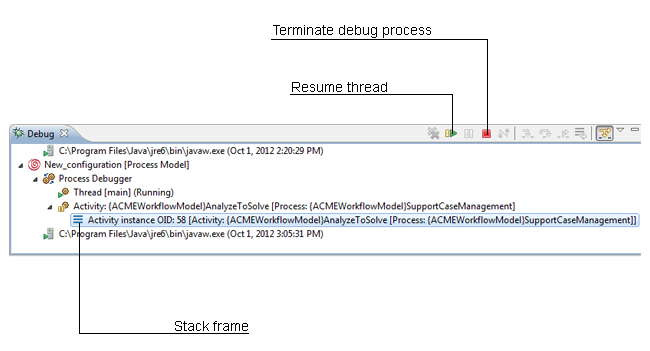 Terminate debug process
Resume thread
Debug
C:\Program Files\Java\jre6\bin\javaw.exe (Oct 1, 2012 2:20:29 PM)
New_configuration [Process Model]
Process Debugger
Thread [main] (Running)
Activity: {ACMEWorkflowModel}AnalyzeToSolve [Process: {ACMEWorkflowModel}SupportCaseManagement]
Activity instance OID: 58 [Activity: {ACMEWorkflowModel}AnalyzeToSolve [Process: {ACMEWorkflowModel}SupportCaseManagement]]
C:\Program Files\Java\jre6\bin\javaw.exe (Oct 1, 2012 3:05:31 PM)
Stack frame